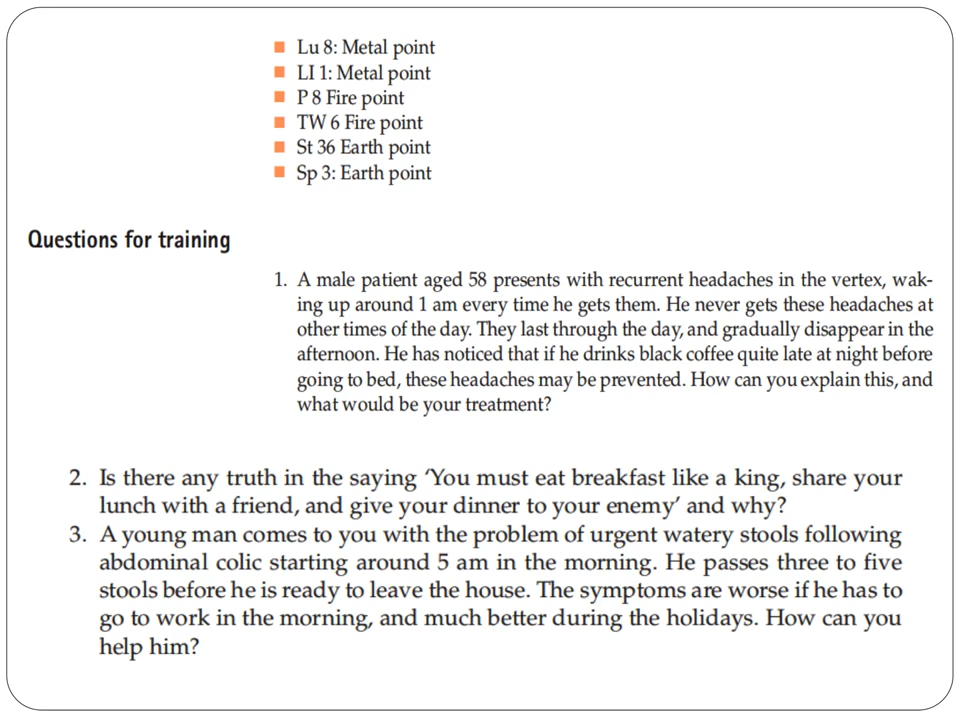 Lu 8: Metal point
LI 1: Metal point
P 8 Fire point
TW 6 Fire point
St 36 Earth point
Sp 3: Earth point
Questions for training
1. A male patient aged 58 presents with recurrent headaches in the vertex, wak-
ing up around 1 am every time he gets them. He never gets these headaches at
other times of the day. They last through the day, and gradually disappear in the
afternoon. He has noticed that if he drinks black coffee quite late at night before
going to bed, these headaches may be prevented. How can you explain this, and
what would be your treatment?
2. Is there any truth in the saying ‘You must eat breakfast like a king, share your
lunch with a friend, and give your dinner to your enemy’ and why?
3. A young man comes to you with the problem of urgent watery stools following
abdominal colic starting around 5 am in the morning. He passes three to five
stools before he is ready to leave the house. The symptoms are worse if he has to
go to work in the morning, and much better during the holidays. How can you
help him?